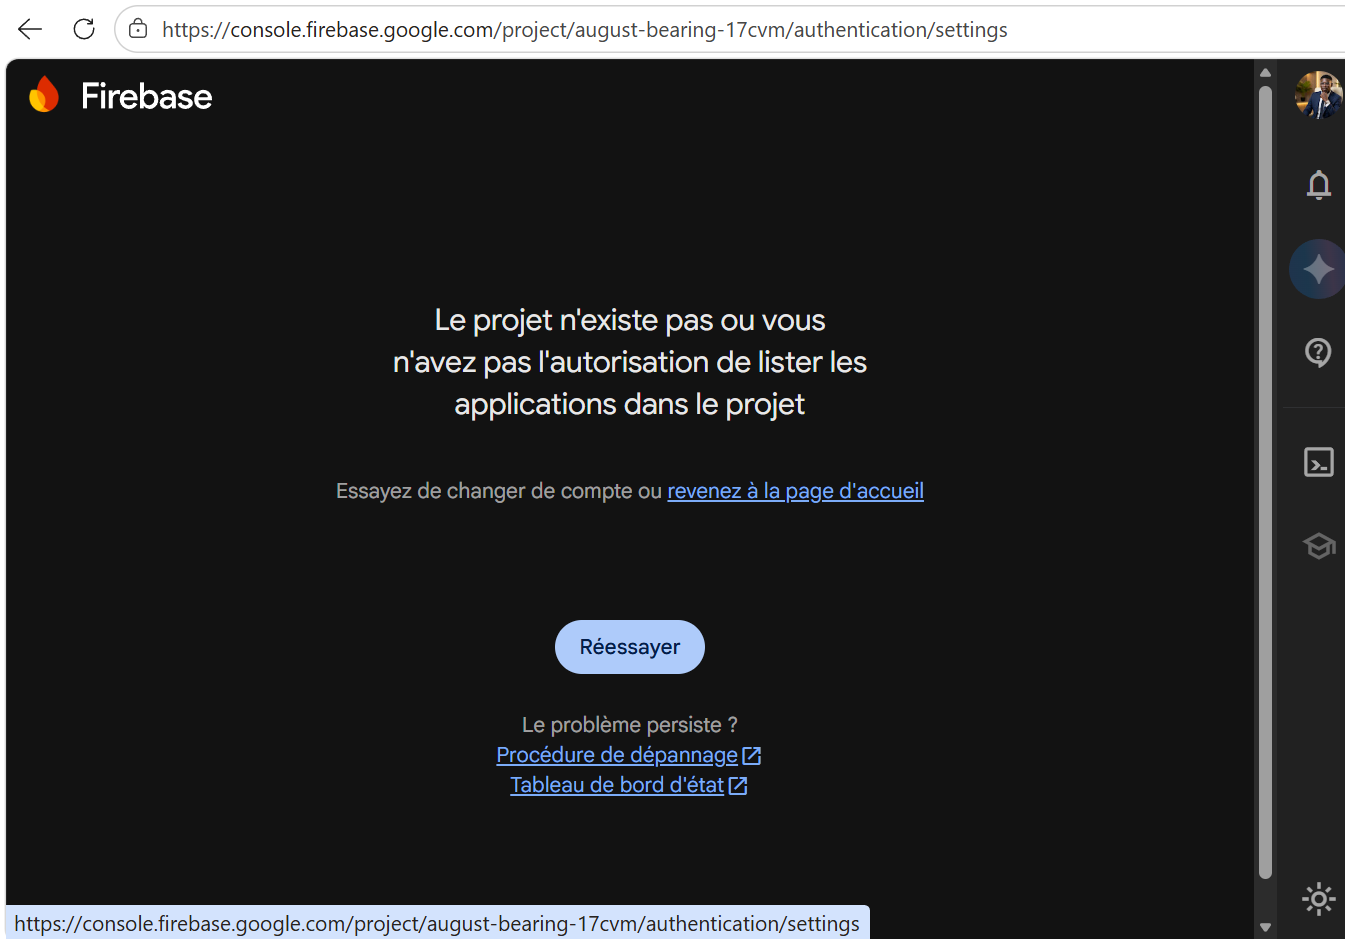 https://console.firebase.google.com/project/august-bearing-17cvm/authentication/settings
Firebase
Le projet n'existe pas ou vous
n'avez pas l'autorisation de lister les
applications dans le projet
Essayez de changer de compte ou revenez à la page d'accueil
Réessayer
Le problème persiste ?
Procédure de dépannage
Tableau de bord d'état
https://console.firebase.google.com/project/august-bearing-17cvm/authentication/settings